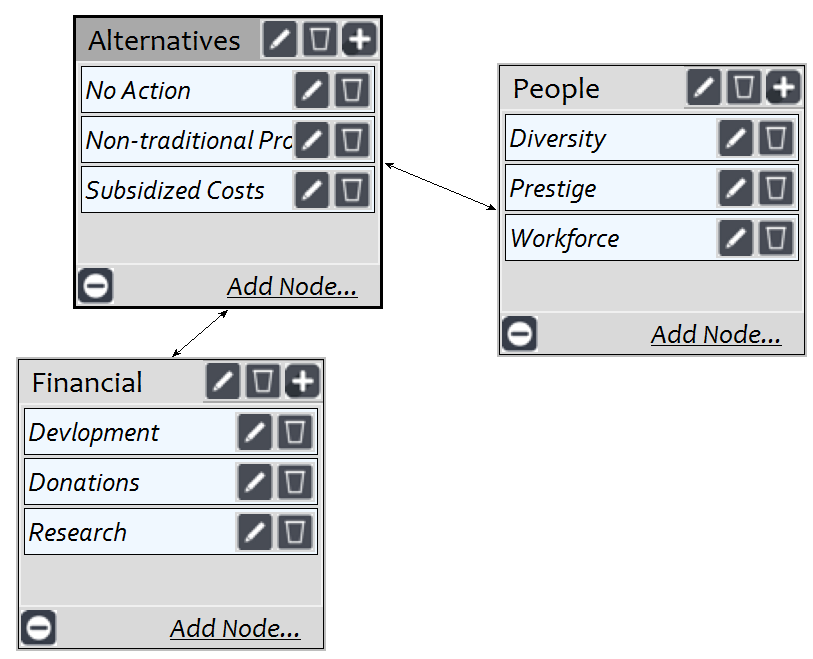 Alternatives
No Action
Non-traditional Pro
Subsidized Costs
Add Node...
People
Diversity
Prestige
Workforce
Add Node...
Financial
Devlopment
Donations
Research
Add Node...